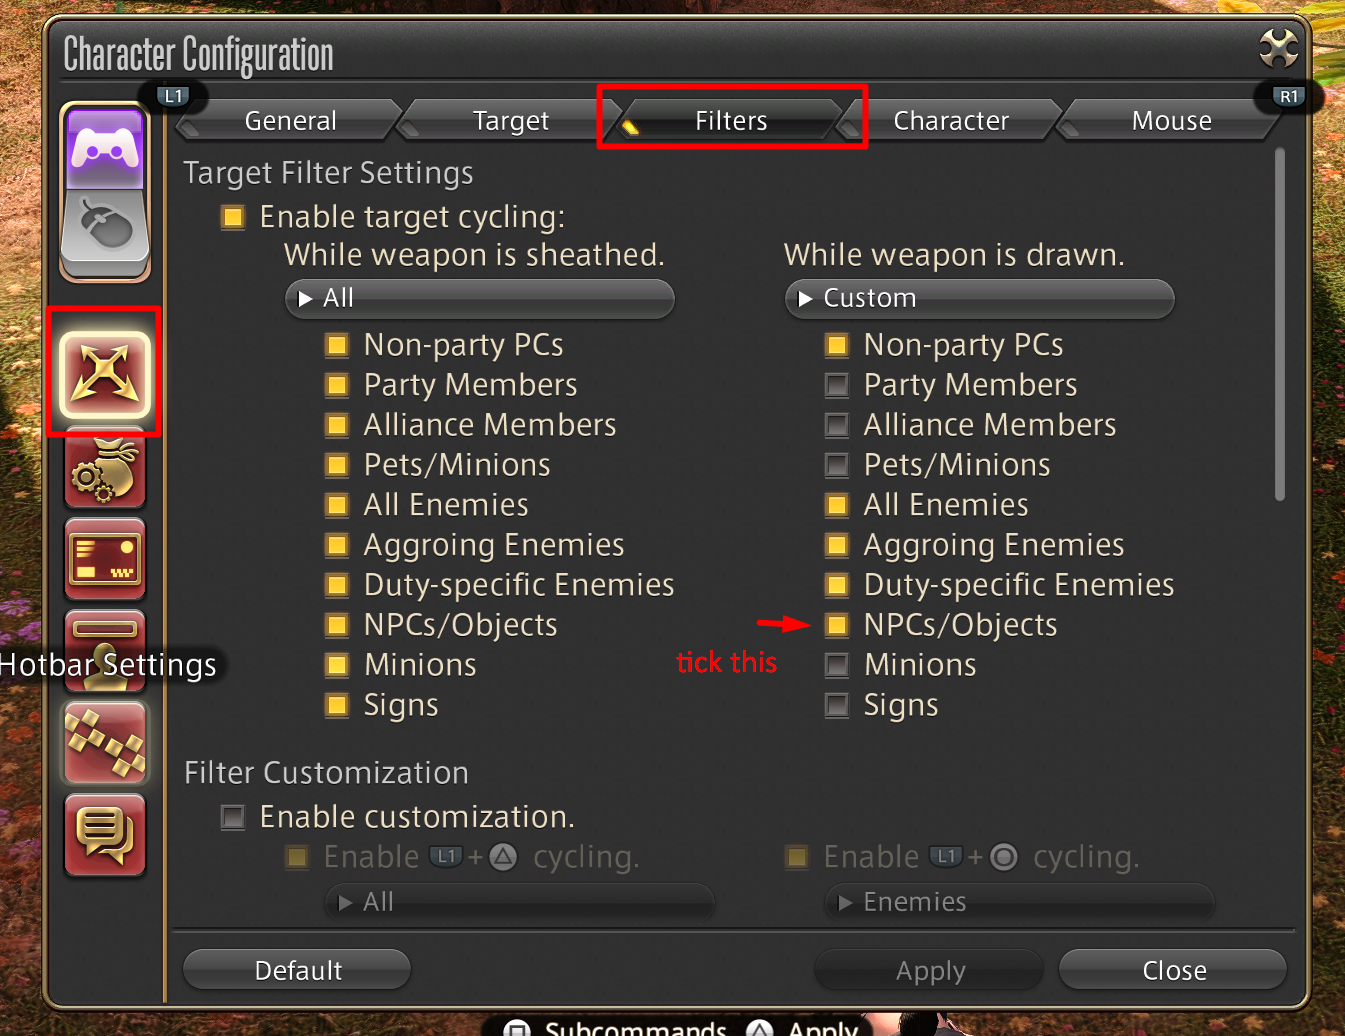 Character Configuration
L1
R1
General
Target
Filters
Character
Mouse
Target Filter Settings
Enable target cycling:
While weapon is sheathed.
While weapon is drawn.
All
Custom
Non-party PCs
Non-party PCs
Party Members
Party Members
Alliance Members
Alliance Members
Pets/Minions
Pets/Minions
All Enemies
All Enemies
Aggroing Enemies
Aggroing Enemies
Duty-specific Enemies
Duty-specific Enemies
NPCs/Objects
NPCs/Objects
tick this
Hotbar Settings
Minions
Minions
Signs
Signs
Filter Customization
Enable customization.
Enable L1 + cycling.
Enable L1 + cycling.
All
Enemies
Default
Apply
Close
Subcommands Apply